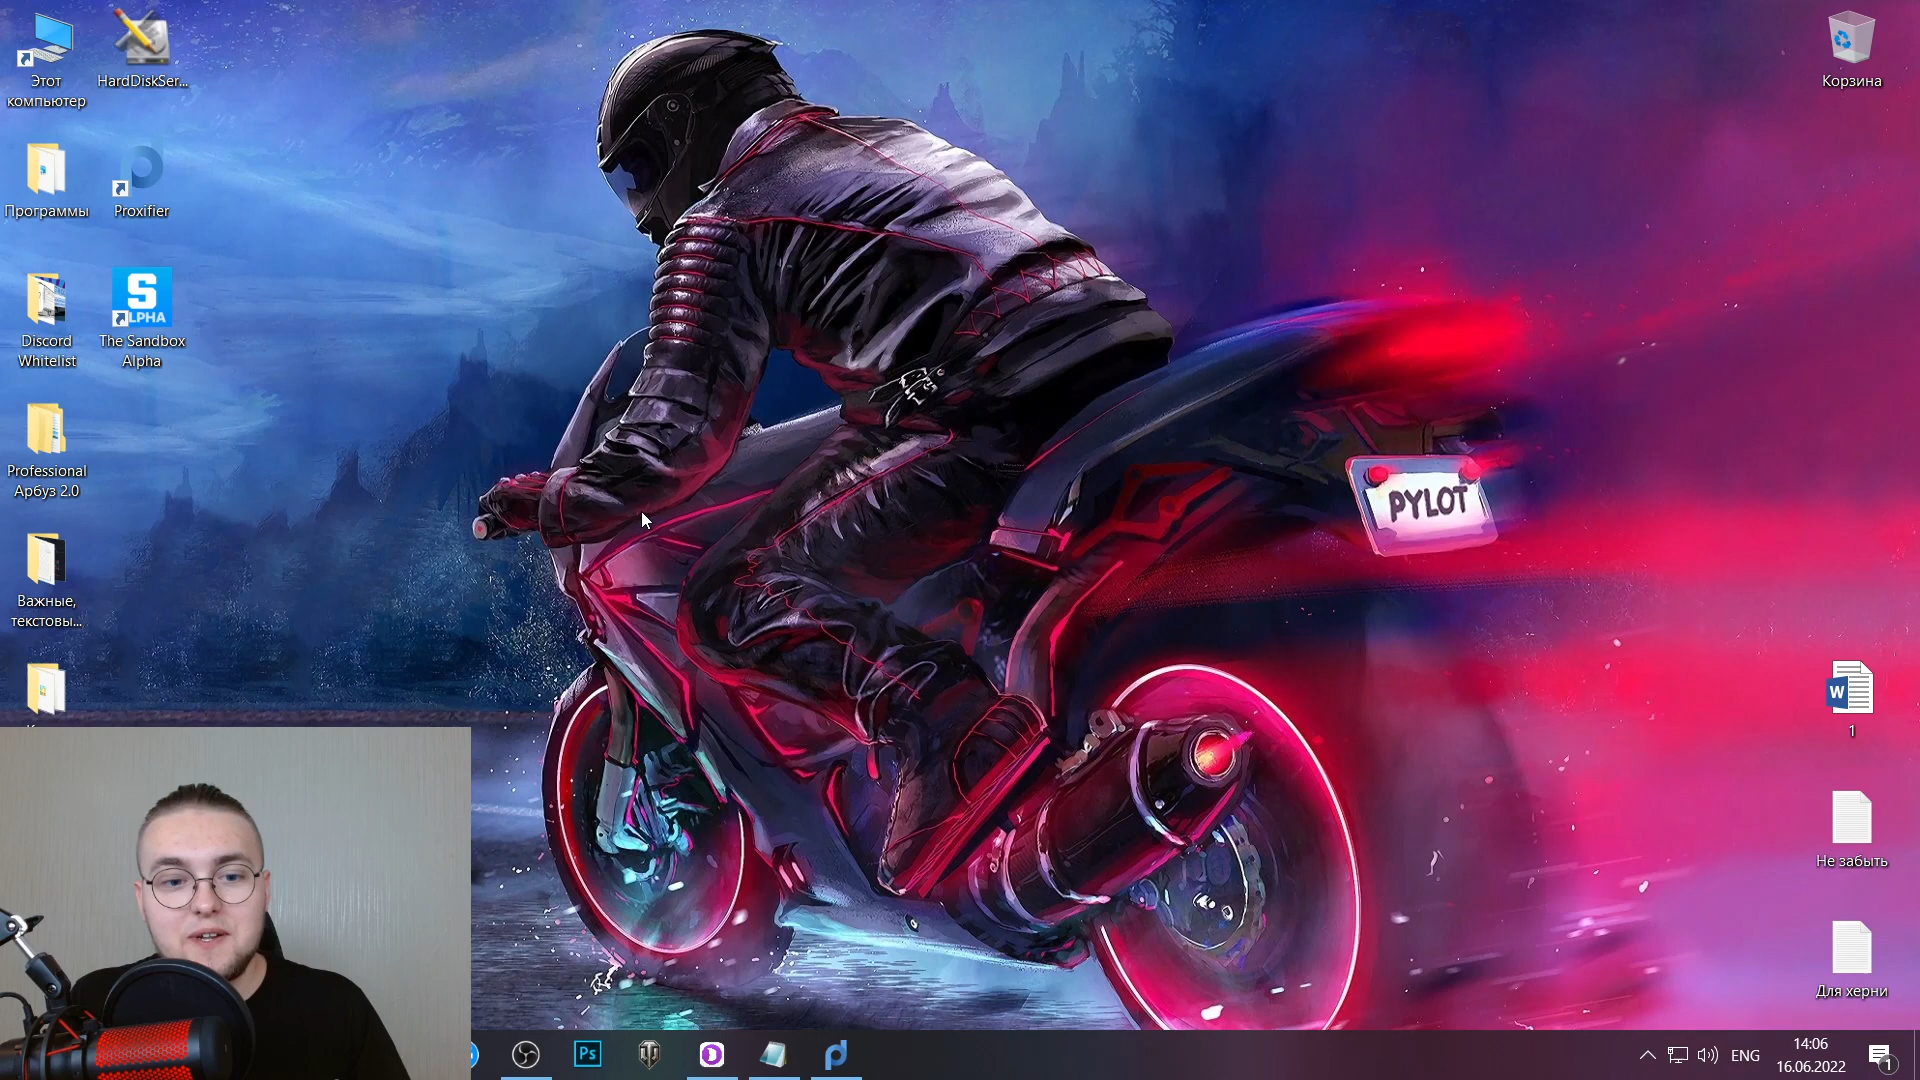 Этот
компьютер
HardDiskSer...
Корзина
Программы
Proxifier
Discord
Whitelist
S
LPHA
The Sandbox
Alpha
Professional
Арбуз 2.0
PYLOT
Важные,
текстовы...
W
1
Не забыть
Для херни
Ps
ENG
14:06
16.06.2022
1